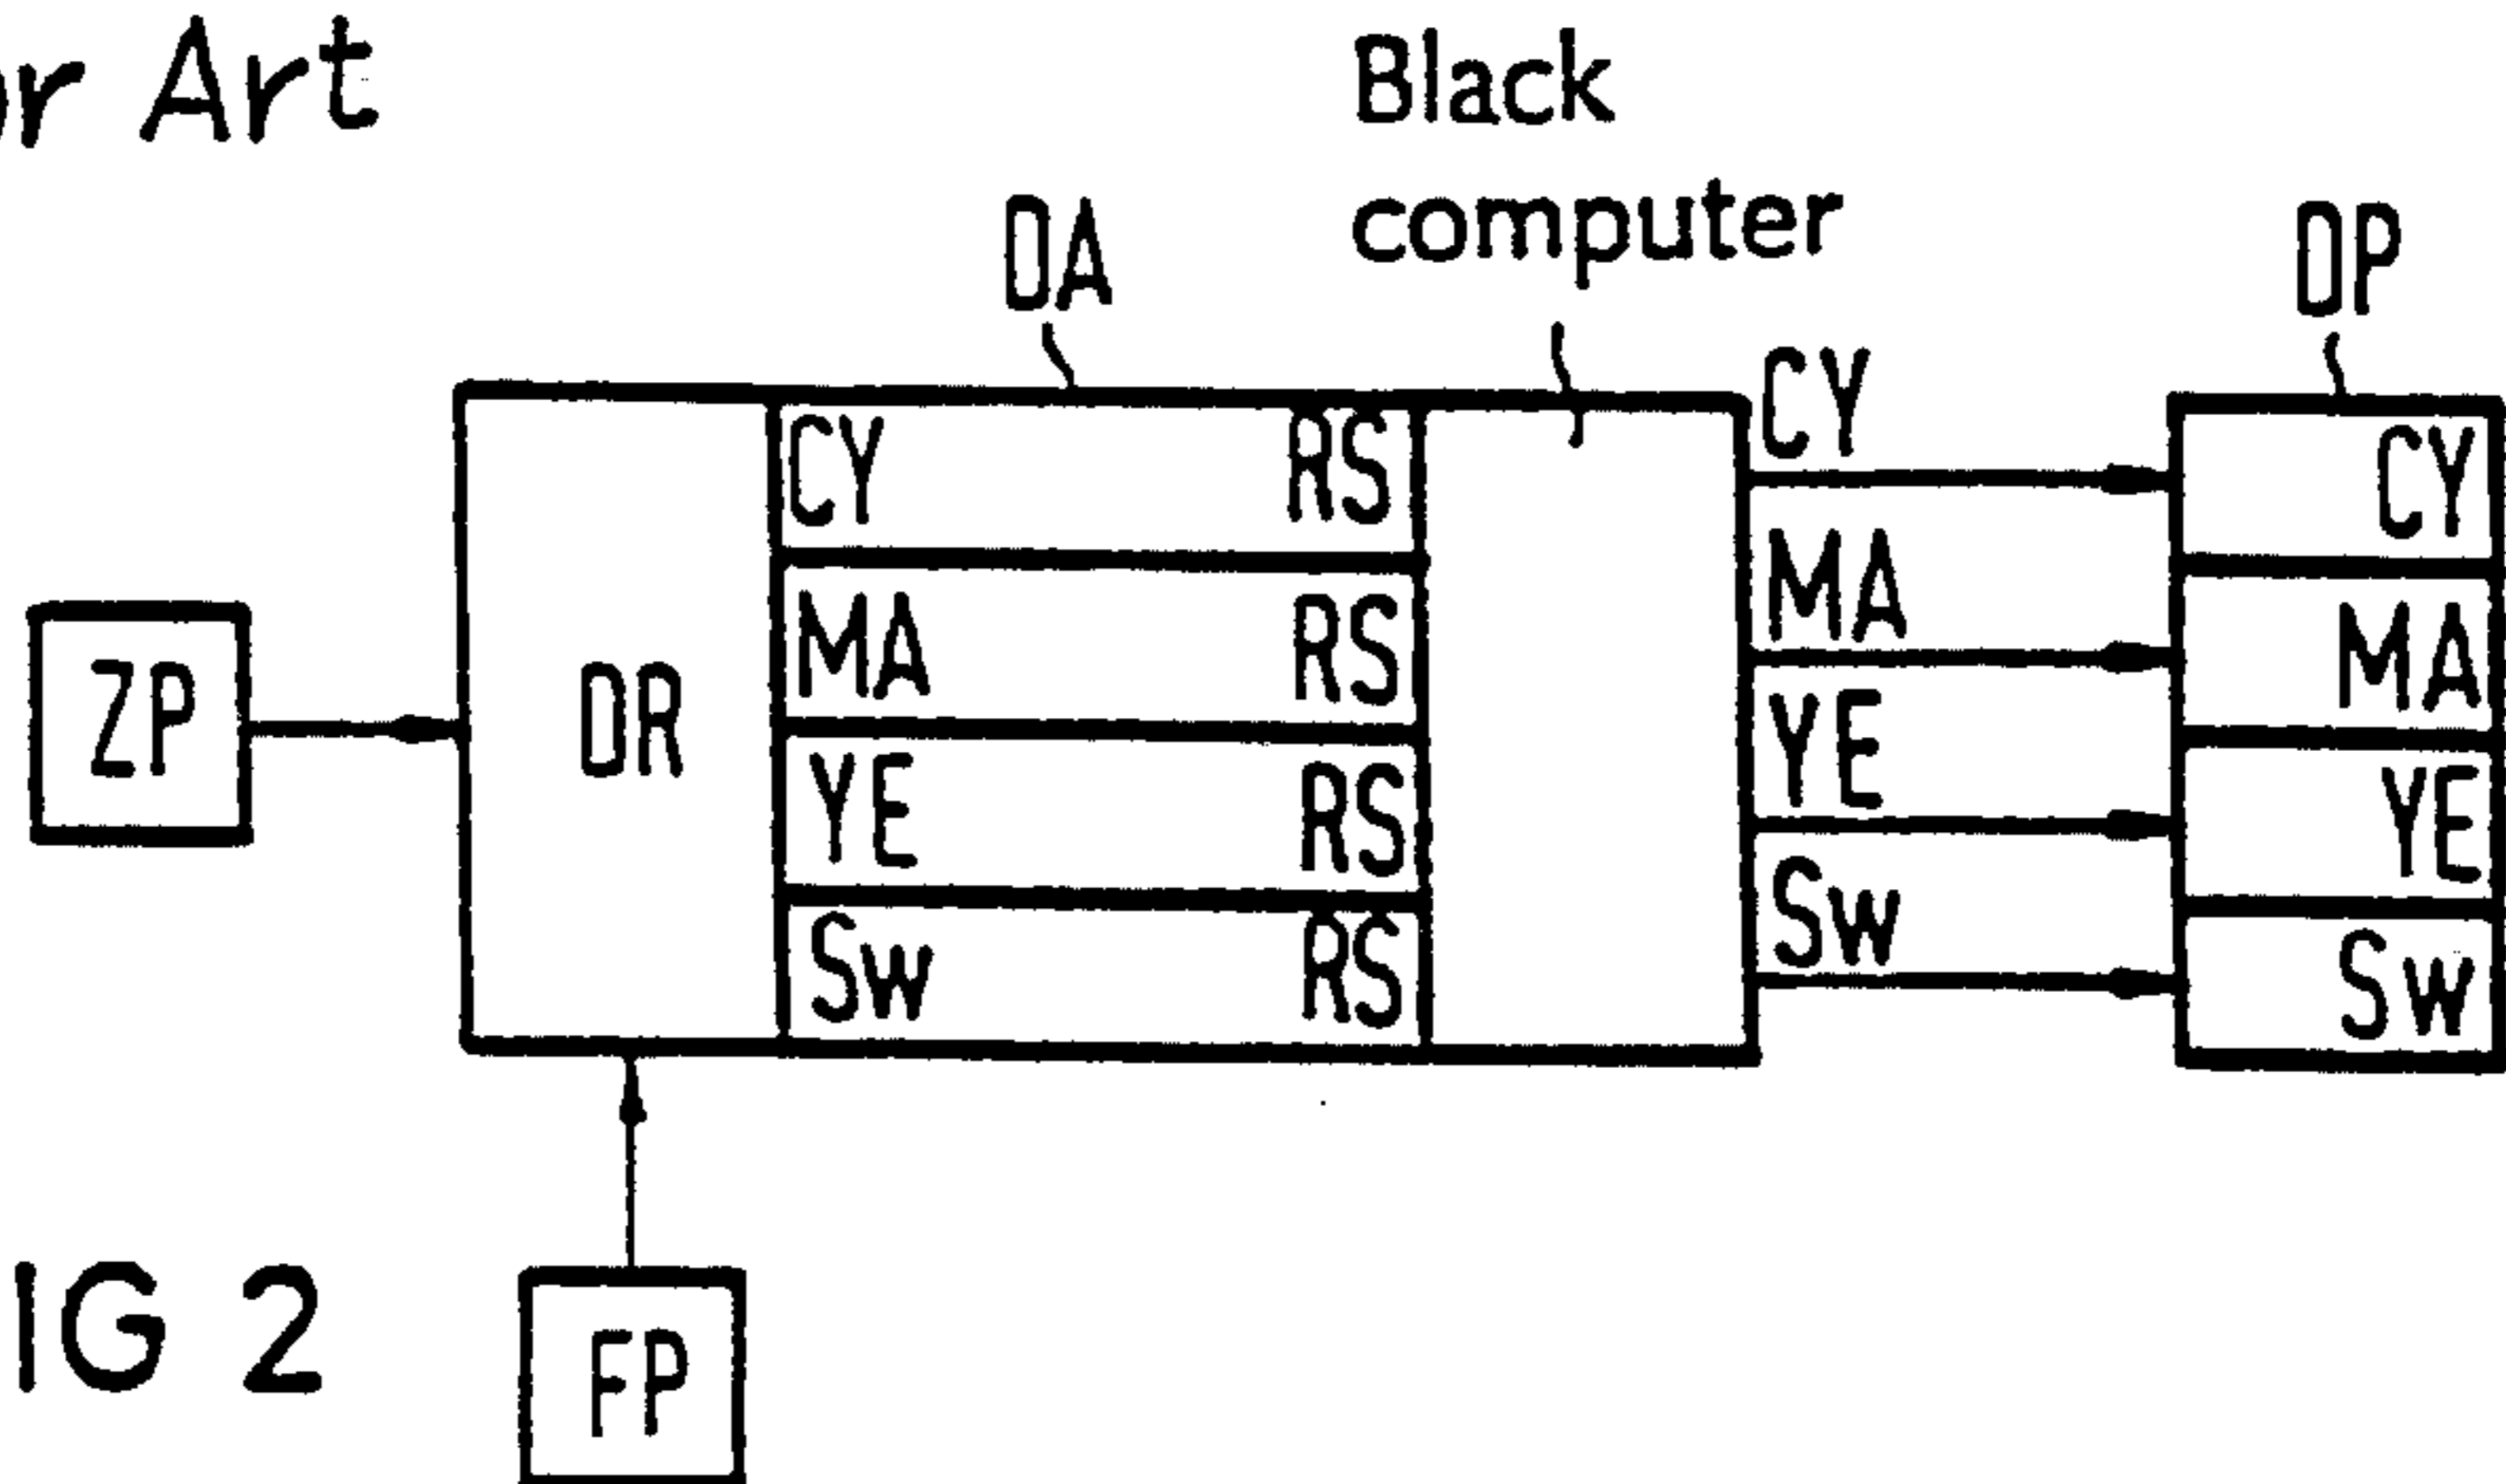 or Art
Black
computer
DA
DP
CY
CY RS
CY
MA
MA RS
MA
ZP
DR
YE
YE RS
YE
Sw
Sw RS
Sw
IG 2
FP